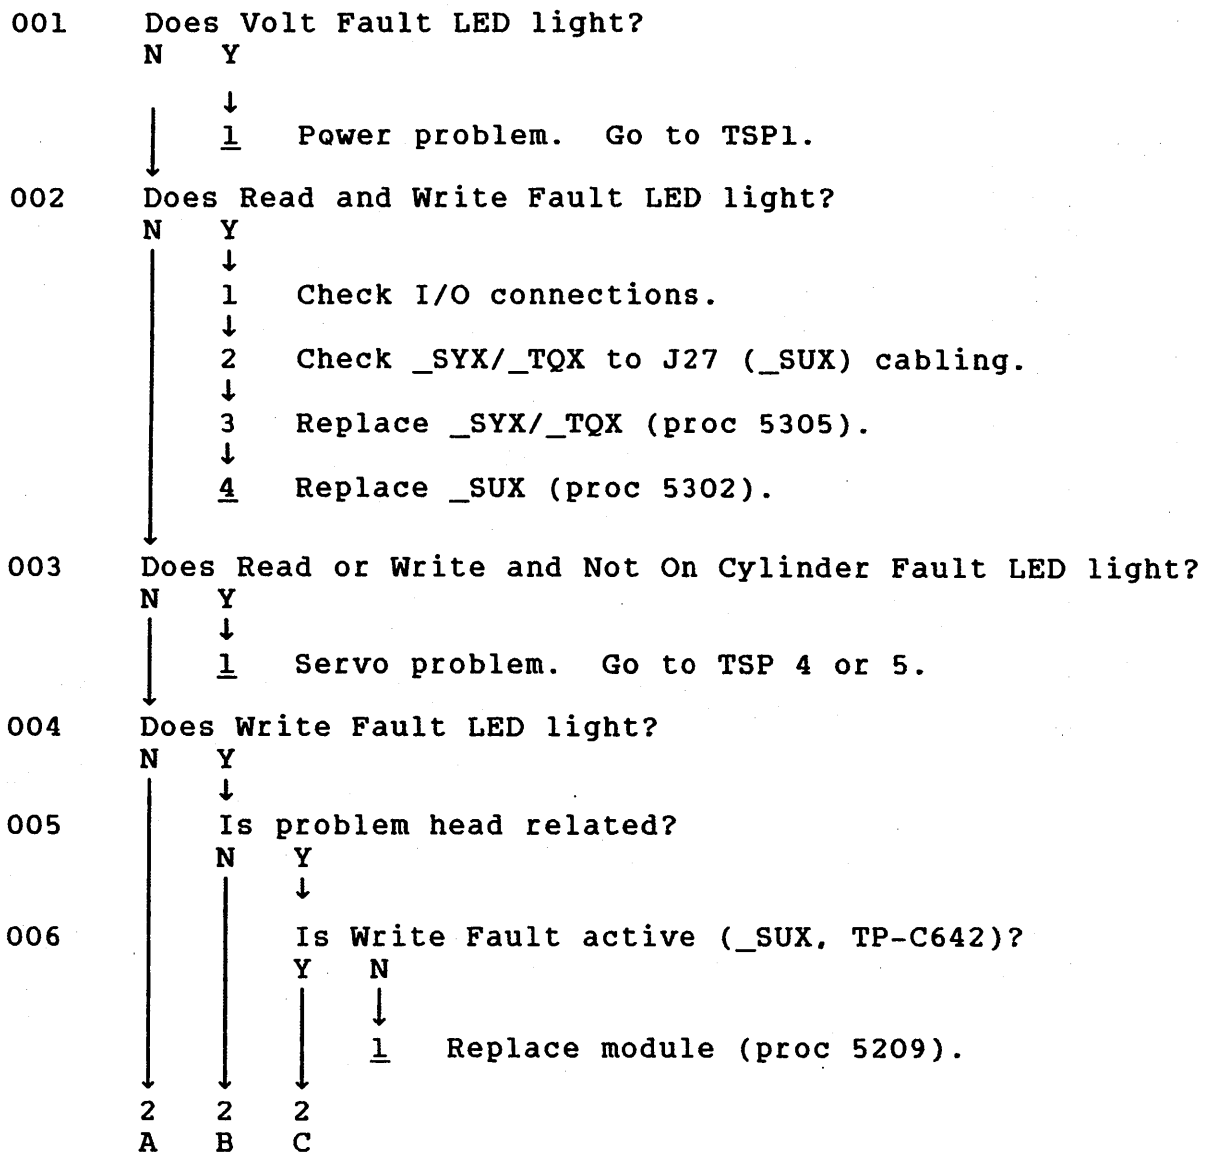 001 Does Volt Fault LED light?
N Y
↓
1 Power problem. Go to TSP1.
002 Does Read and Write Fault LED light?
N Y
↓
1 Check I/O connections.
↓
2 Check _SYX/_TQX to J27 (_SUX) cabling.
↓
3 Replace _SYX/_TQX (proc 5305).
↓
4 Replace _SUX (proc 5302).
003 Does Read or Write and Not On Cylinder Fault LED light?
N Y
↓
1 Servo problem. Go to TSP 4 or 5.
004 Does Write Fault LED light?
N Y
↓
005 Is problem head related?
N Y
↓
006 Is Write Fault active (_SUX, TP-C642)?
Y N
↓
1 Replace module (proc 5209).
2 2 2
A B C